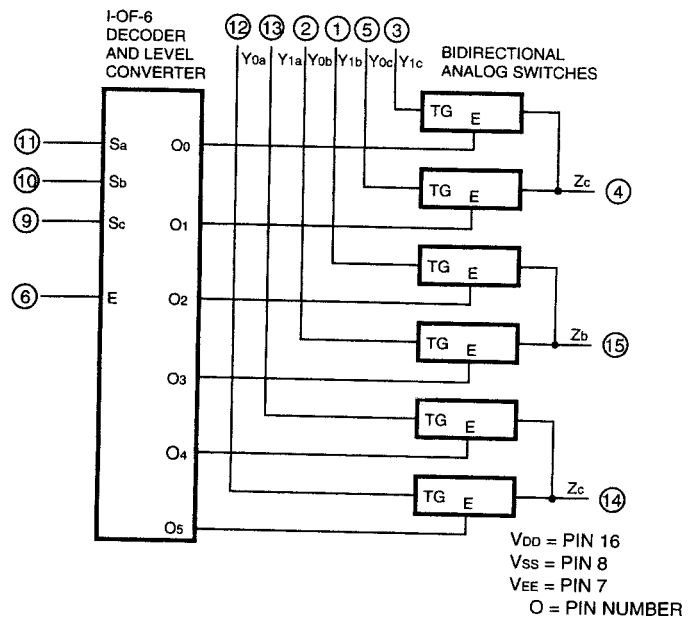 I-OF-6
DECODER
AND LEVEL
CONVERTER
12 13 2 1 5 3
Y0a Y1a Y0b Y1b Y0c Y1c
BIDIRECTIONAL
ANALOG SWITCHES
11 Sa
10 Sb
9 Sc
6 E
O0
O1
O2
O3
O4
O5
TG E
TG E
Zc 4
TG E
TG E
Zb 15
TG E
TG E
Zc 14
VDD = PIN 16
VSS = PIN 8
VEE = PIN 7
O = PIN NUMBER